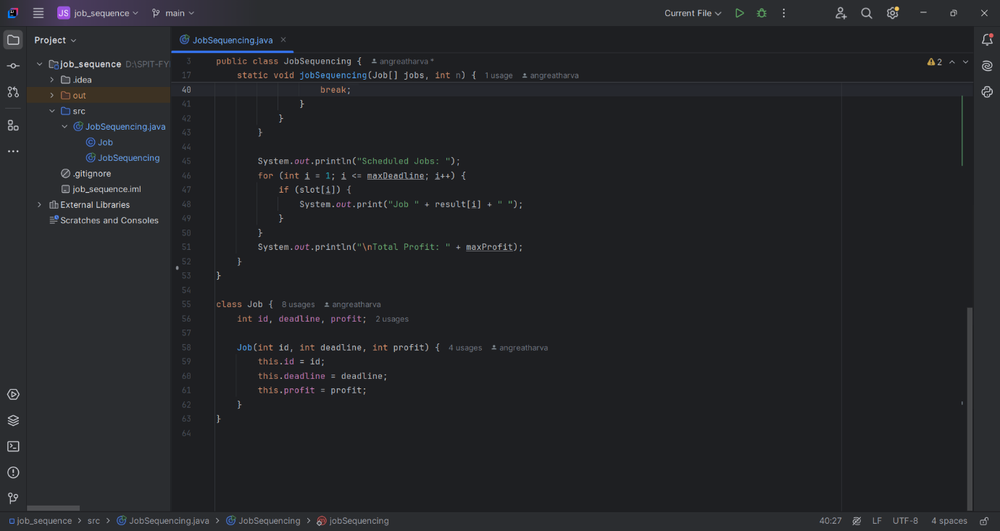 JS job_sequence main Current File
Project
JobSequencing.java
job_sequence D:\SPIT-FY
.idea
out
src
JobSequencing.java
Job
JobSequencing
.gitignore
job_sequence.iml
External Libraries
Scratches and Consoles
3 public class JobSequencing { angreatharva *
17 static void jobSequencing(Job[] jobs, int n) { 1 usage angreatharva
40 break;
41 }
42 }
43 }
44
45 System.out.println("Scheduled Jobs: ");
46 for (int i = 1; i <= maxDeadline; i++) {
47 if (slot[i]) {
48 System.out.print("Job " + result[i] + " ");
49 }
50 }
51 System.out.println("\nTotal Profit: " + maxProfit);
52 }
53 }
54
55 class Job { 8 usages angreatharva
56 int id, deadline, profit; 2 usages
57
58 Job(int id, int deadline, int profit) { 4 usages angreatharva
59 this.id = id;
60 this.deadline = deadline;
61 this.profit = profit;
62 }
63 }
64
2
job_sequence > src > JobSequencing.java > JobSequencing > jobSequencing
40:27 LF UTF-8 4 spaces